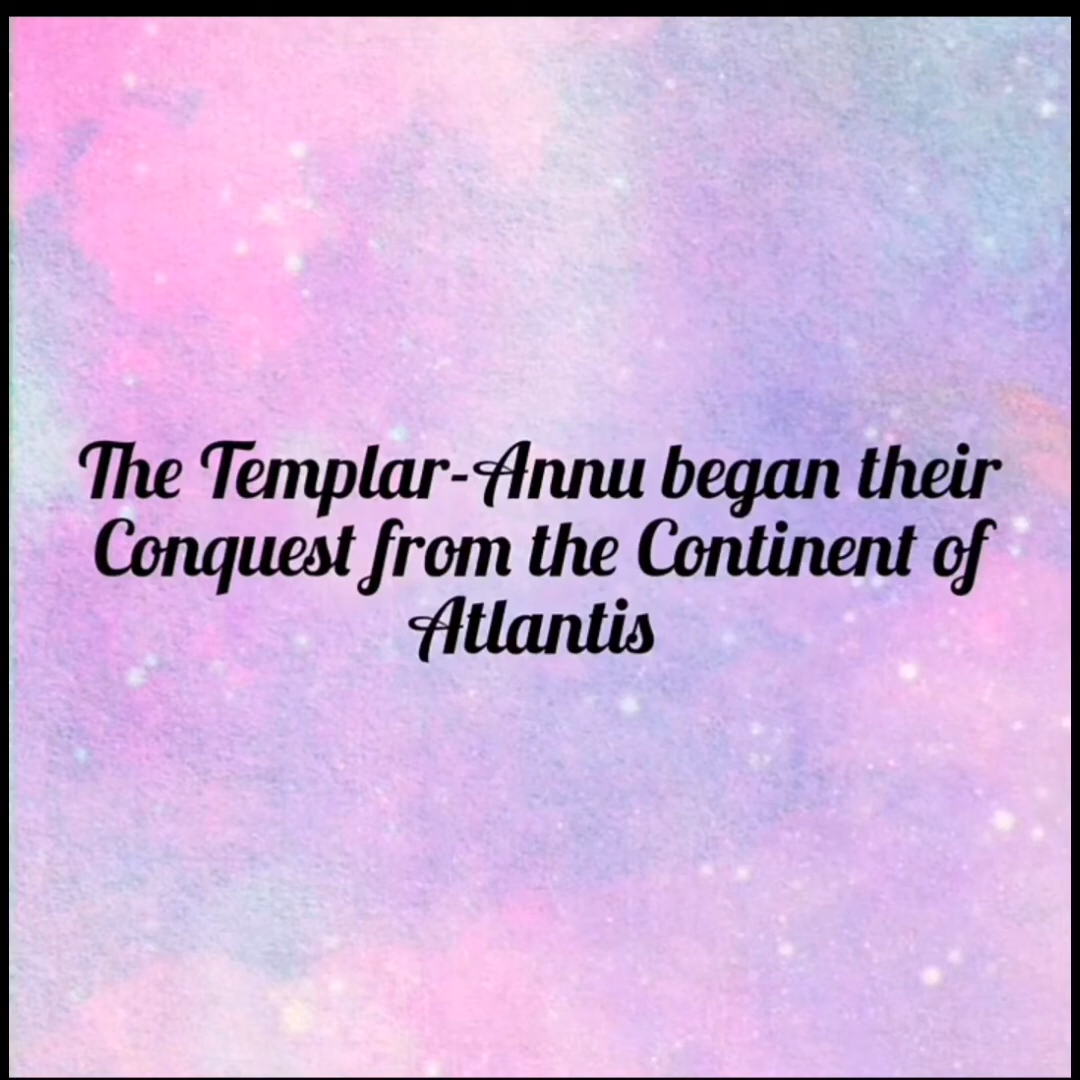 The Templar-Annu began their
Conquest from the Continent of
Atlantis